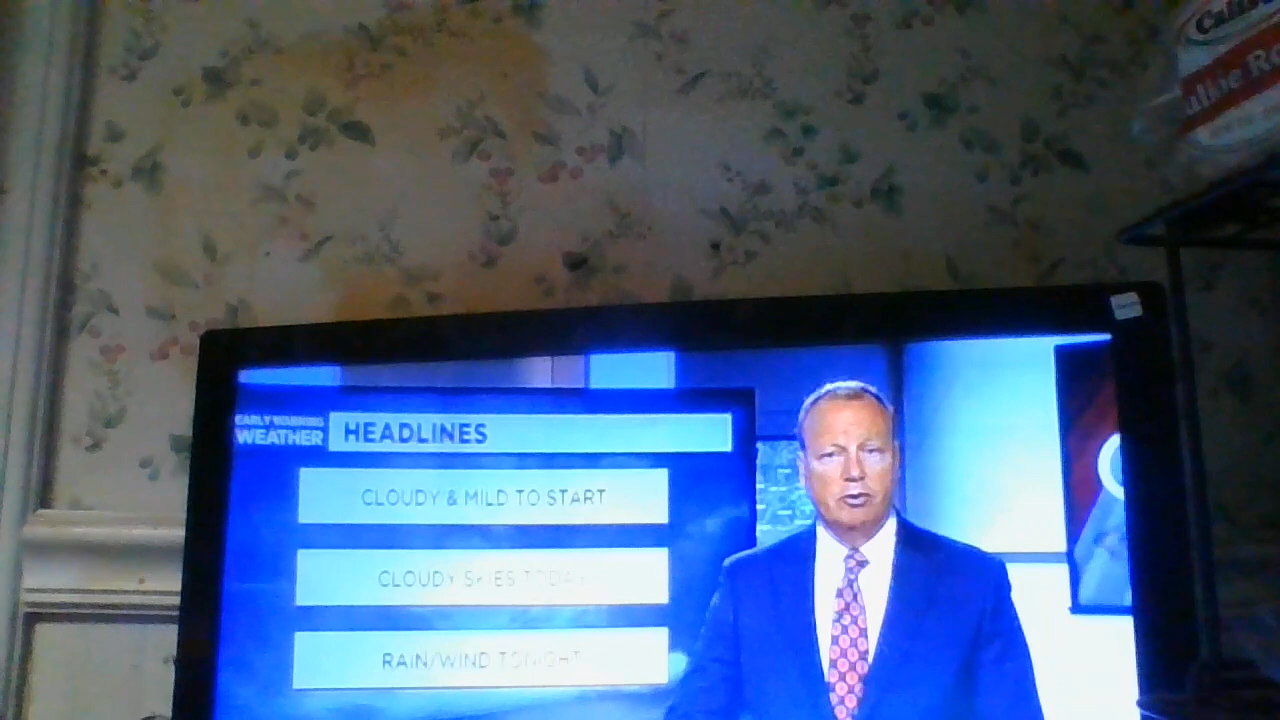 EARLY WARNING
WEATHER
HEADLINES
CLOUDY & MILD TO START
CLOUDY SKIES TODAY
RAIN/WIND TONIGHT